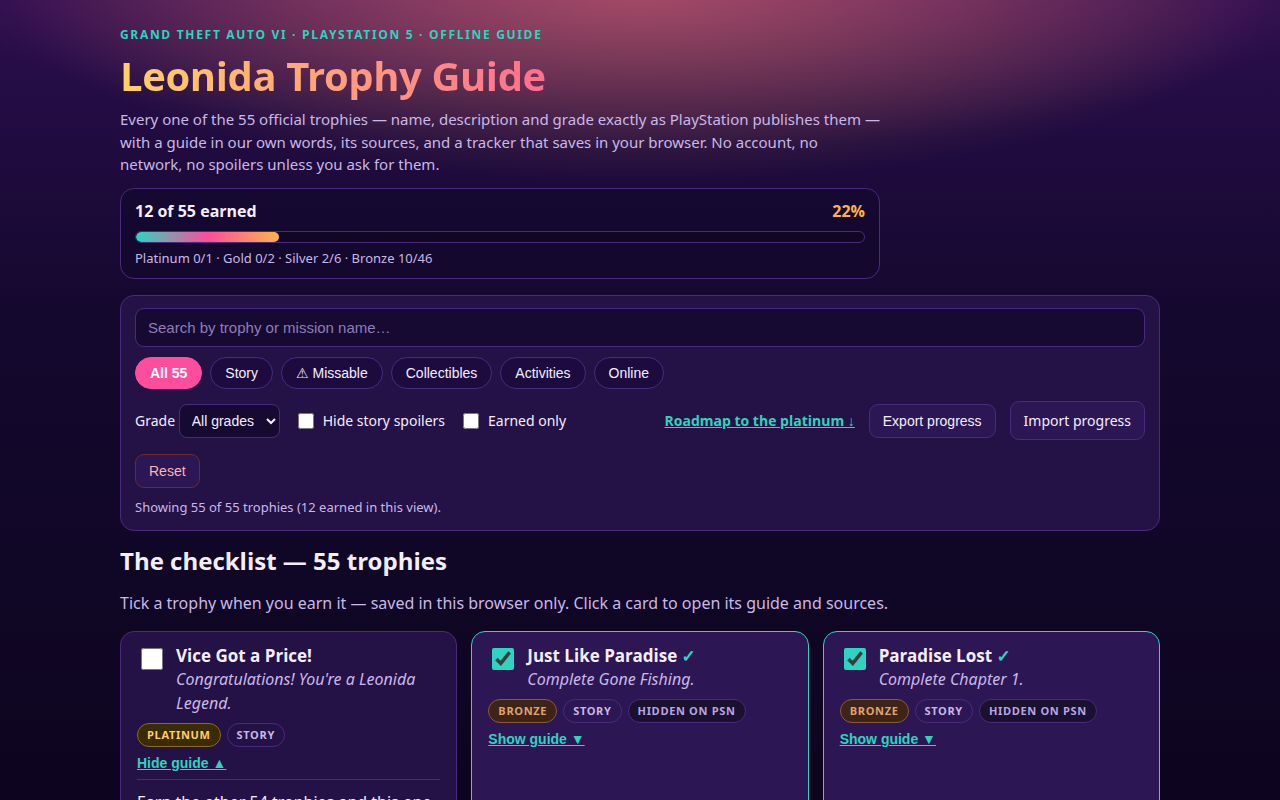 GRAND THEFT AUTO VI · PLAYSTATION 5 · OFFLINE GUIDE
Leonida Trophy Guide
Every one of the 55 official trophies — name, description and grade exactly as PlayStation publishes them —
with a guide in our own words, its sources, and a tracker that saves in your browser. No account, no
network, no spoilers unless you ask for them.
12 of 55 earned 22%
Platinum 0/1 · Gold 0/2 · Silver 2/6 · Bronze 10/46
Search by trophy or mission name…
All 55 Story ⚠ Missable Collectibles Activities Online
Grade All grades Hide story spoilers Earned only Roadmap to the platinum ↓ Export progress Import progress
Reset
Showing 55 of 55 trophies (12 earned in this view).
The checklist — 55 trophies
Tick a trophy when you earn it — saved in this browser only. Click a card to open its guide and sources.
Vice Got a Price!
Congratulations! You're a Leonida
Legend.
PLATINUM STORY
Hide guide ▲
Earn the other 54 trophies and this one
Just Like Paradise ✓
Complete Gone Fishing.
BRONZE STORY HIDDEN ON PSN
Show guide ▼
Paradise Lost ✓
Complete Chapter 1.
BRONZE STORY HIDDEN ON PSN
Show guide ▼